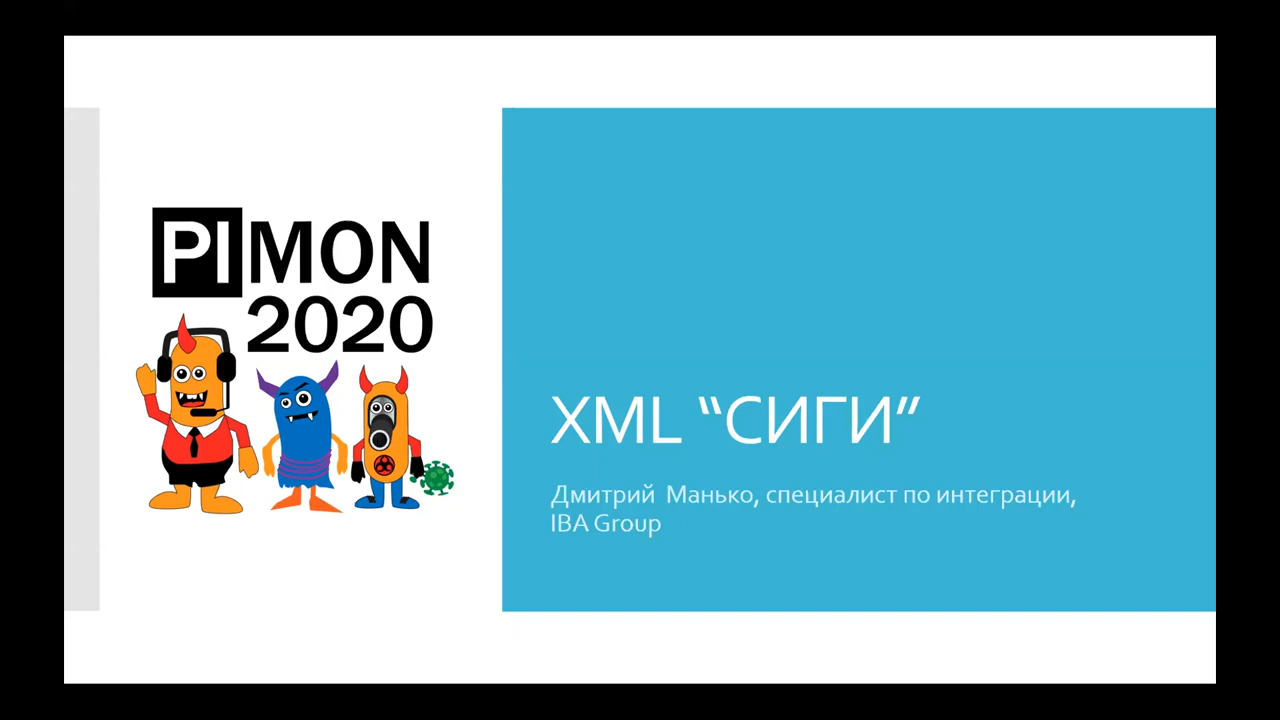 PIMON
2020
XML “СИГИ”
Дмитрий Манько, специалист по интеграции,
IBA Group